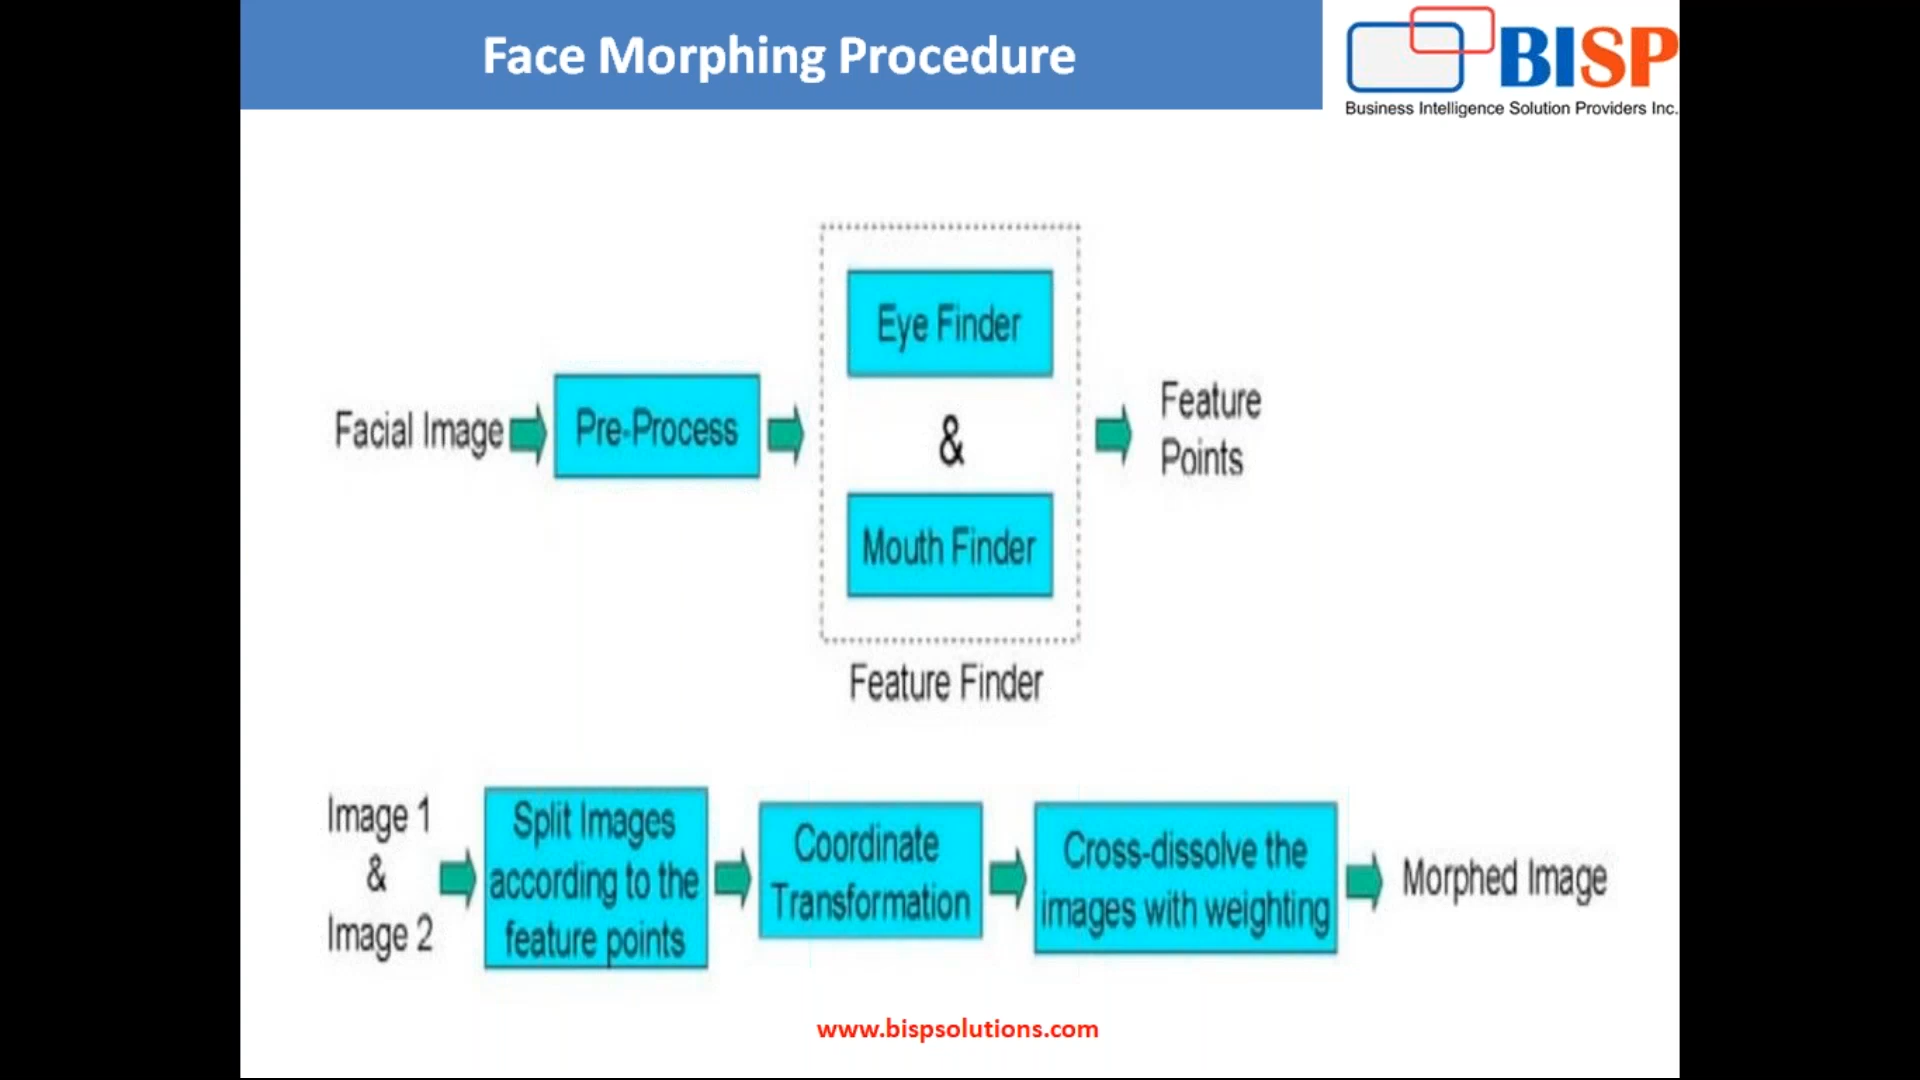 Face Morphing Procedure
BISP
Business Intelligence Solution Providers Inc.
Eye Finder
Facial Image
Pre-Process
&
Feature
Points
Mouth Finder
Feature Finder
Image 1
&
Image 2
Split Images
according to the
feature points
Coordinate
Transformation
Cross-dissolve the
images with weighting
Morphed Image
www.bispsolutions.com